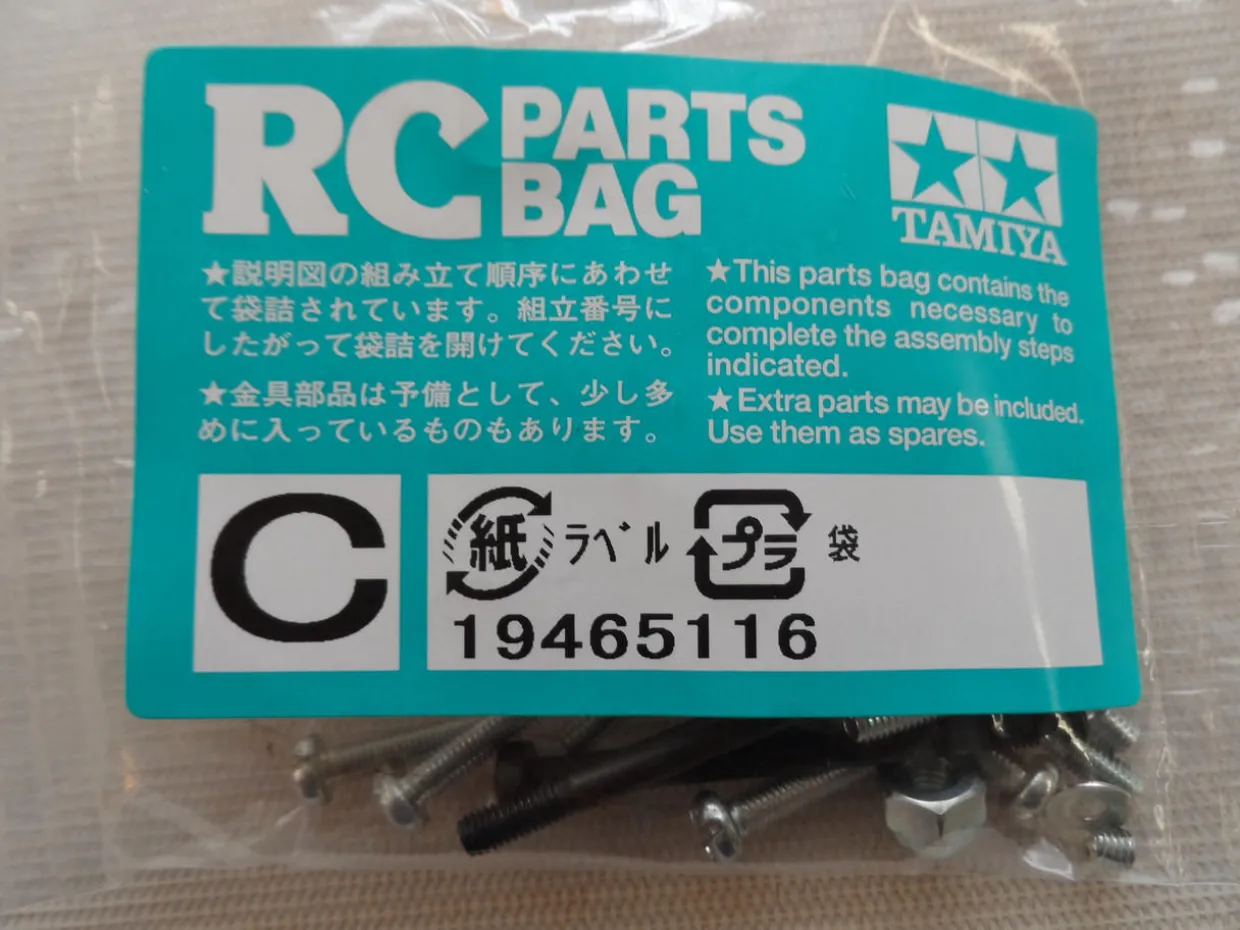 RC PARTS
BAG
TAMIYA
★説明図の組み立て順序にあわせ
て袋詰されています。組立番号に
したがって袋詰を開けてください。
★金具部品は予備として、少し多
めに入っているものもあります。
★This parts bag contains the
components necessary to
complete the assembly steps
indicated.
★Extra parts may be included.
Use them as spares.
C
紙 ラベル プラ 袋
19465116